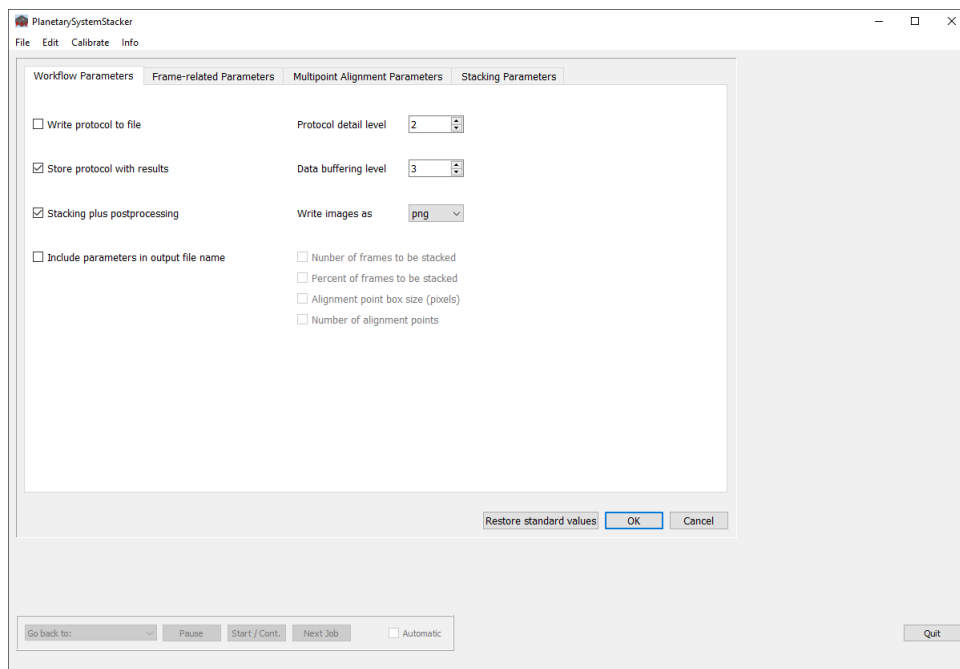 PlanetarySystemStacker
File Edit Calibrate Info
Workflow Parameters Frame-related Parameters Multipoint Alignment Parameters Stacking Parameters
Write protocol to file Protocol detail level 2
Store protocol with results Data buffering level 3
Stacking plus postprocessing Write images as png
Include parameters in output file name Nunber of frames to be stacked
Percent of frames to be stacked
Alignment point box size (pixels)
Number of alignment points
Restore standard values OK Cancel
Go back to: Pause Start / Cont. Next Job Automatic Quit